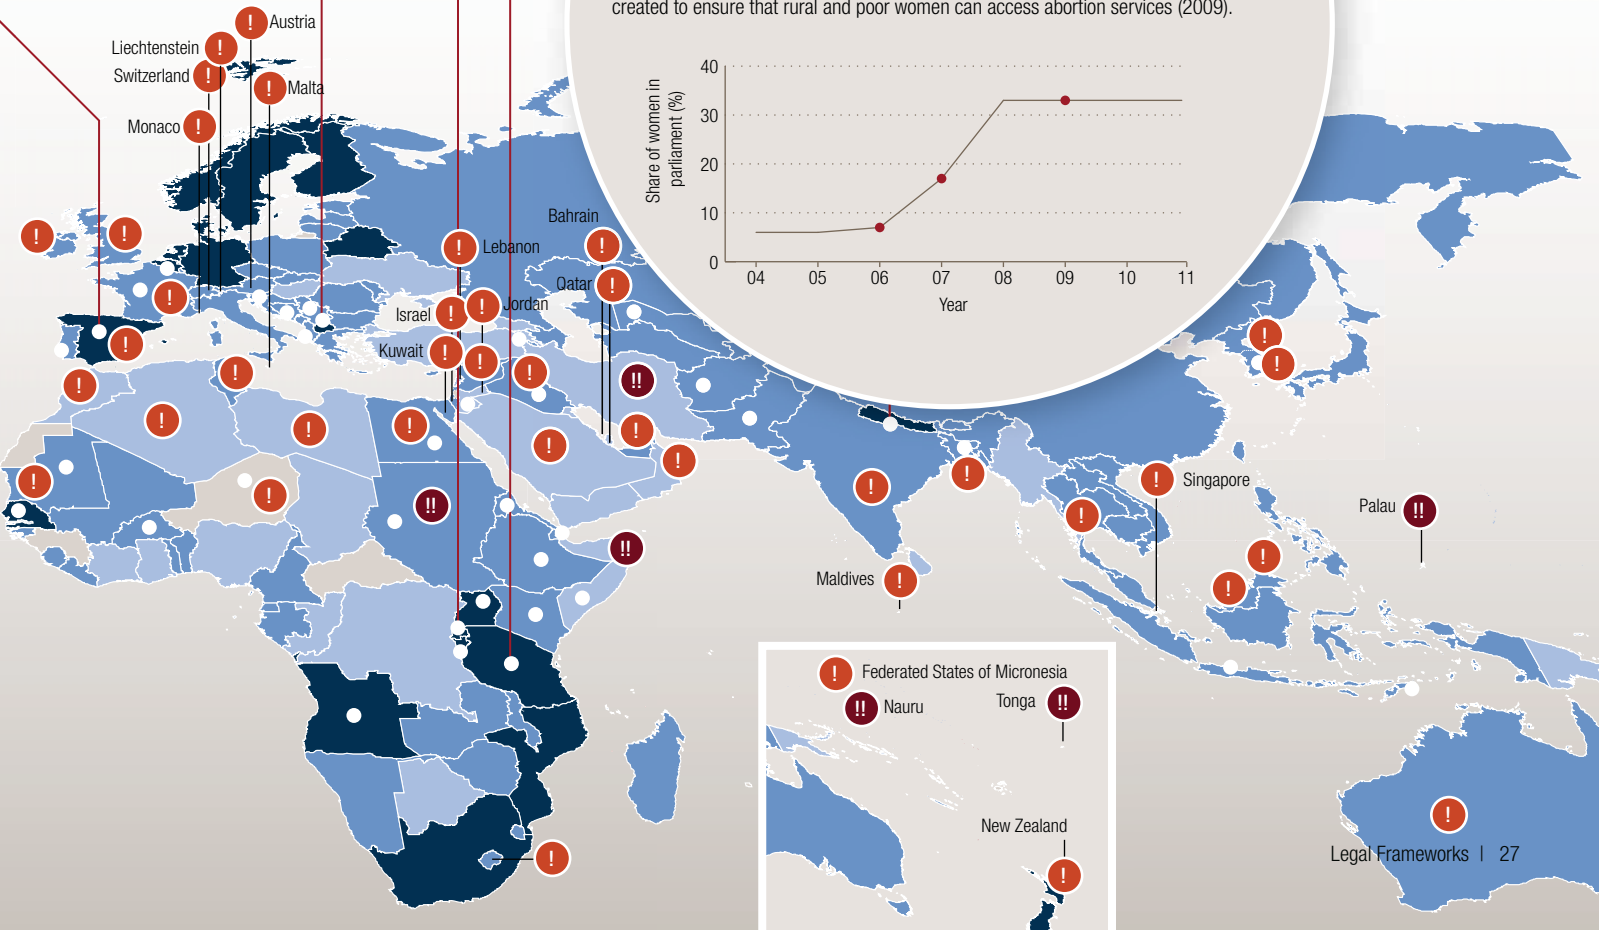 created to ensure that rural and poor women can access abortion services (2009).
Share of women in
parliament (%)
40
30
20
10
0
04 05 06 07 08 09 10 11
Year
Austria
Liechtenstein
Switzerland
Malta
Monaco
Bahrain
Lebanon
Qatar
Jordan
Israel
Kuwait
Singapore
Palau
Maldives
Federated States of Micronesia
Nauru
Tonga
New Zealand
Legal Frameworks | 27